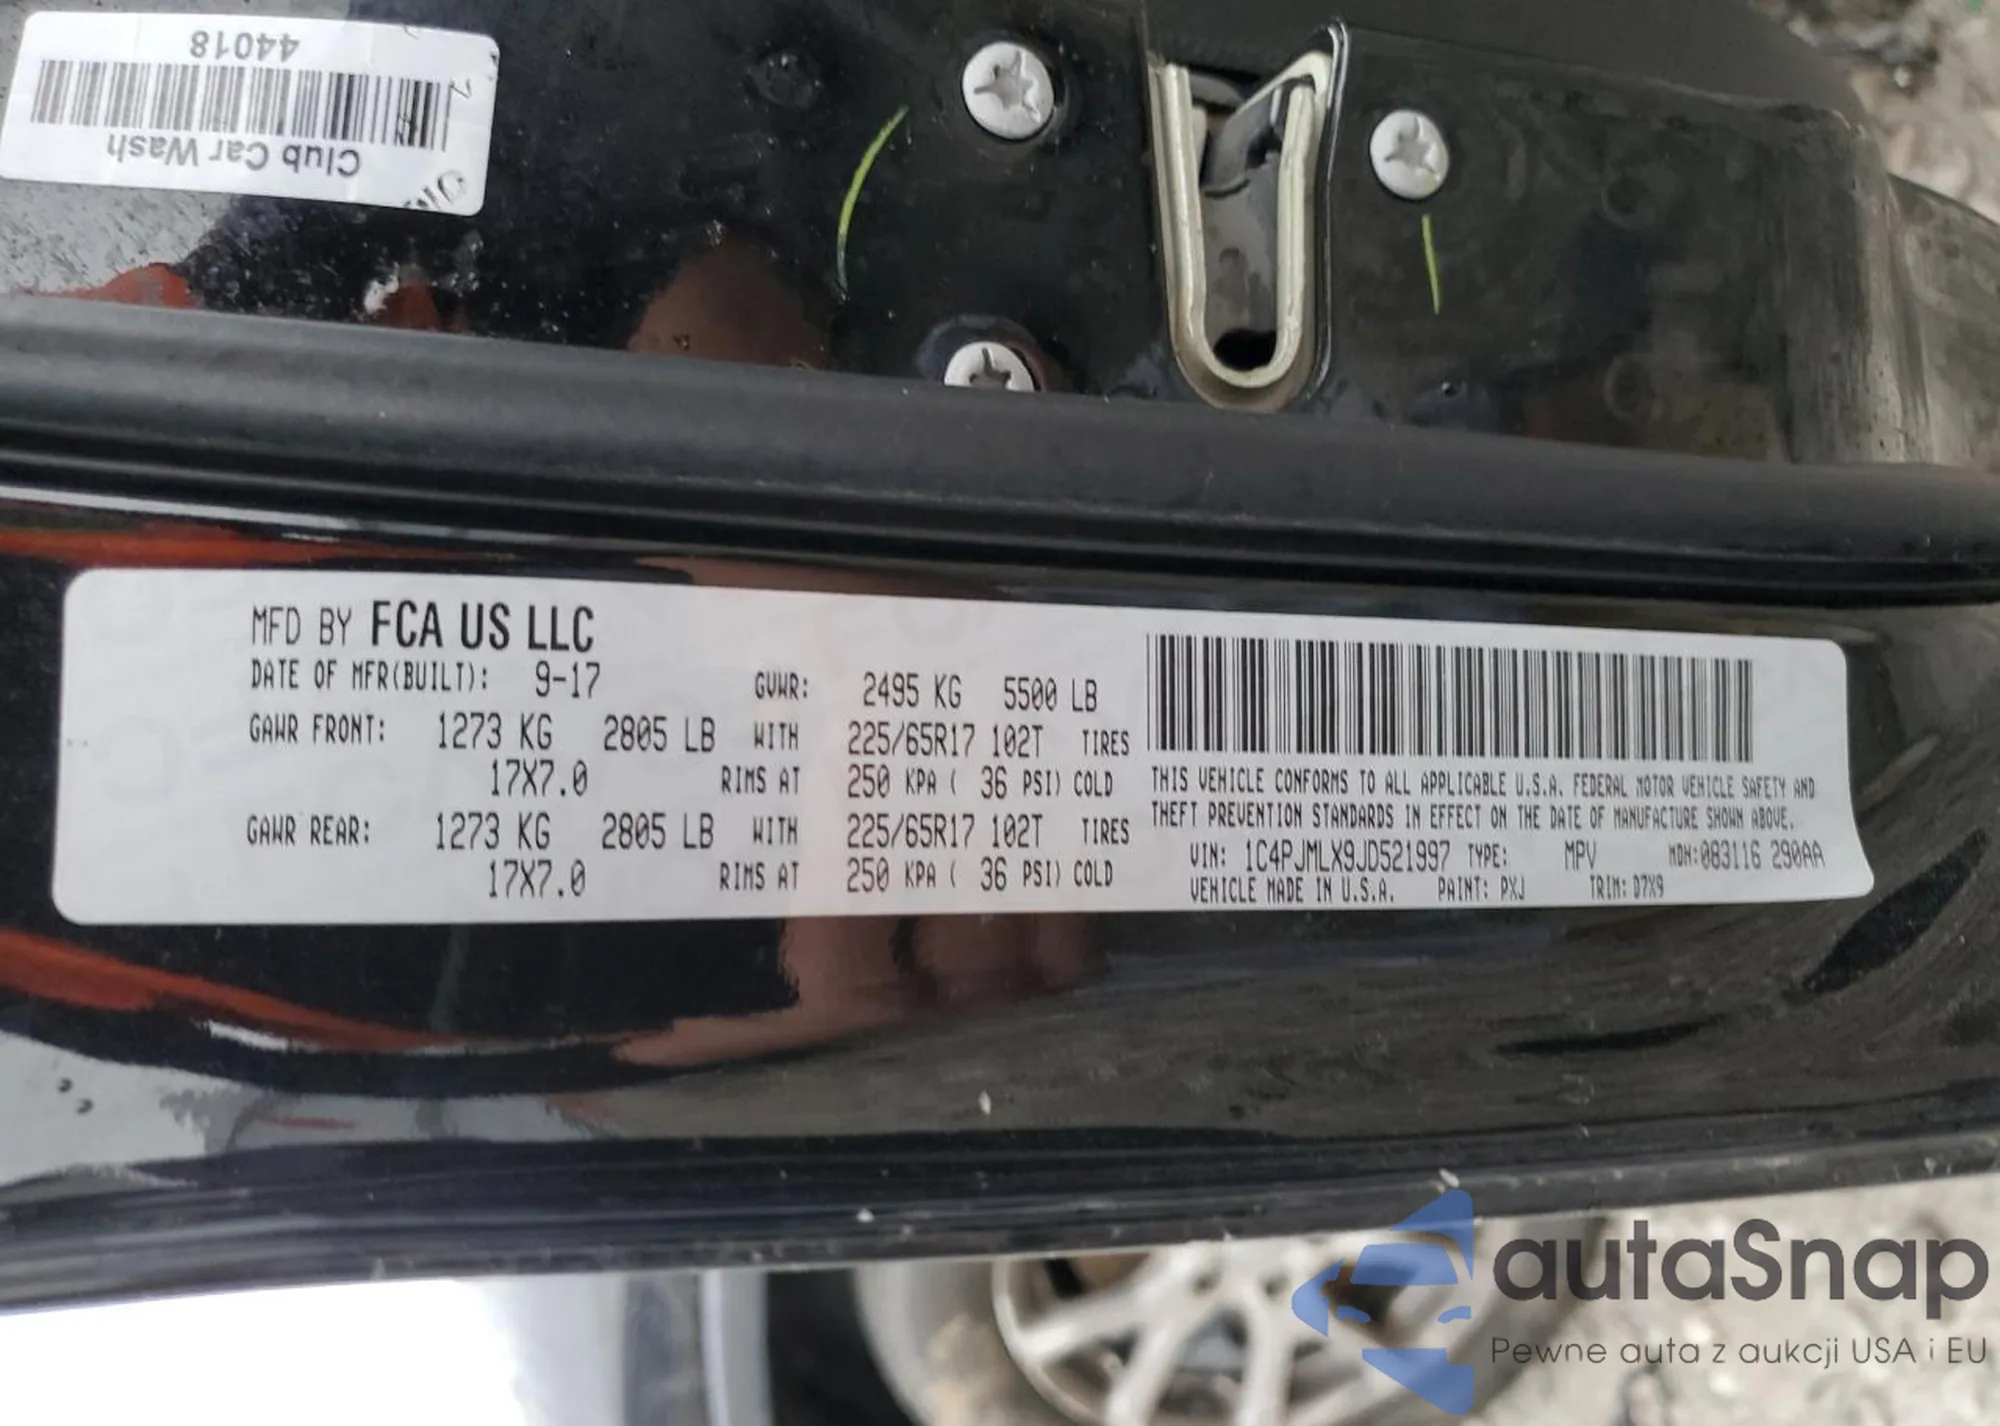 44018
Club Car Wash
MFD BY FCA US LLC
DATE OF MFR(BUILT): 9-17 GVWR: 2495 KG 5500 LB
GAWR FRONT: 1273 KG 2805 LB WITH 225/65R17 102T TIRES
17X7.0 RIMS AT 250 KPA ( 36 PSI) COLD
GAWR REAR: 1273 KG 2805 LB WITH 225/65R17 102T TIRES
17X7.0 RIMS AT 250 KPA ( 36 PSI) COLD
THIS VEHICLE CONFORMS TO ALL APPLICABLE U.S.A. FEDERAL MOTOR VEHICLE SAFETY AND
THEFT PREVENTION STANDARDS IN EFFECT ON THE DATE OF MANUFACTURE SHOWN ABOVE.
VIN: 1C4PJMLX9JD521997 TYPE: MPV MDH:083116 290AA
VEHICLE MADE IN U.S.A. PAINT: PXJ TRIM: D7X9
autaSnap
Pewne auta z aukcji USA i EU